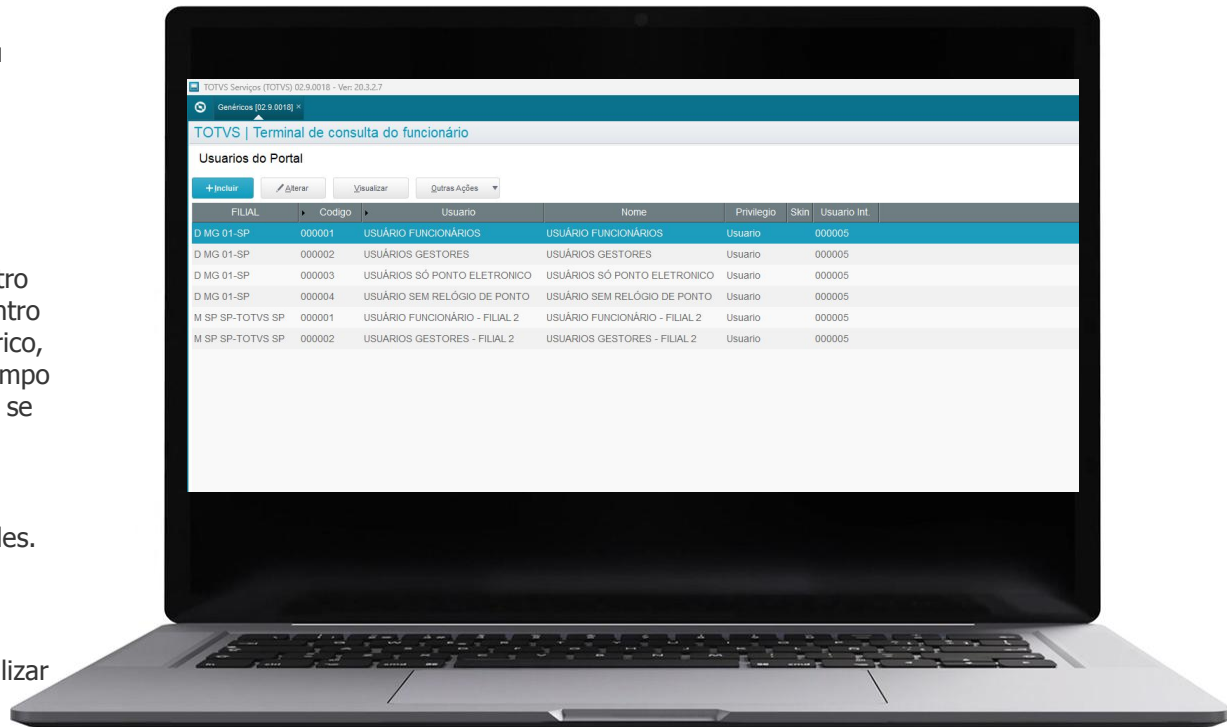 TOTVS Serviços (TOTVS) 02.9.0018 - Ver: 20.3.2.7
Genéricos [02.9.0018] ×
TOTVS | Terminal de consulta do funcionário
Usuarios do Portal
+ Incluir Alterar Visualizar Outras Ações
FILIAL Codigo Usuario Nome Privilegio Skin Usuario Int.
D MG 01-SP 000001 USUÁRIO FUNCIONÁRIOS USUÁRIO FUNCIONÁRIOS Usuario 000005
D MG 01-SP 000002 USUÁRIOS GESTORES USUÁRIOS GESTORES Usuario 000005
D MG 01-SP 000003 USUÁRIOS SÓ PONTO ELETRONICO USUÁRIOS SÓ PONTO ELETRONICO Usuario 000005
D MG 01-SP 000004 USUÁRIO SEM RELÓGIO DE PONTO USUÁRIO SEM RELÓGIO DE PONTO Usuario 000005
M SP SP-TOTVS SP 000001 USUÁRIO FUNCIONÁRIO - FILIAL 2 USUÁRIO FUNCIONÁRIO - FILIAL 2 Usuario 000005
M SP SP-TOTVS SP 000002 USUARIOS GESTORES - FILIAL 2 USUARIOS GESTORES - FILIAL 2 Usuario 000005
tro
ntro
rico,
mpo
se
les.
lizar